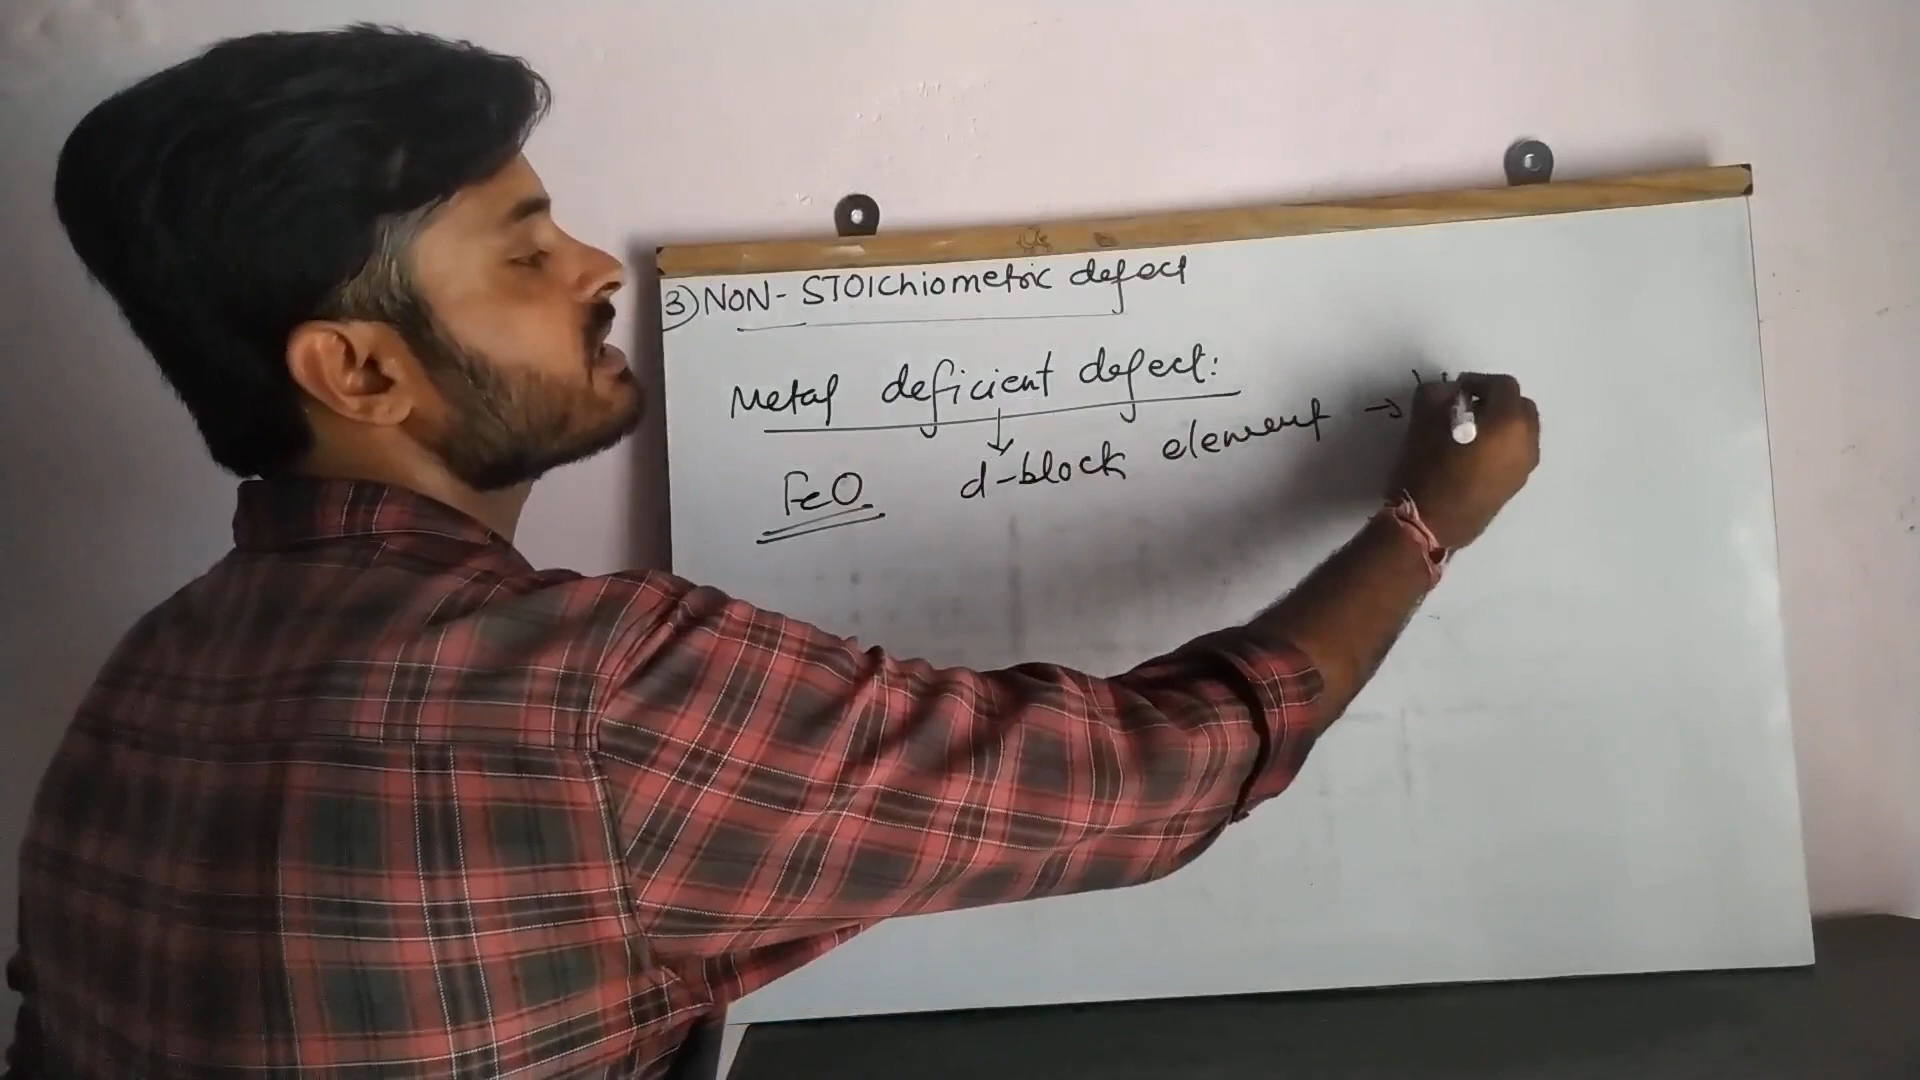 3) NON-STOIChiometric defect
Metal deficient defect:
↓
FeO d-block element →